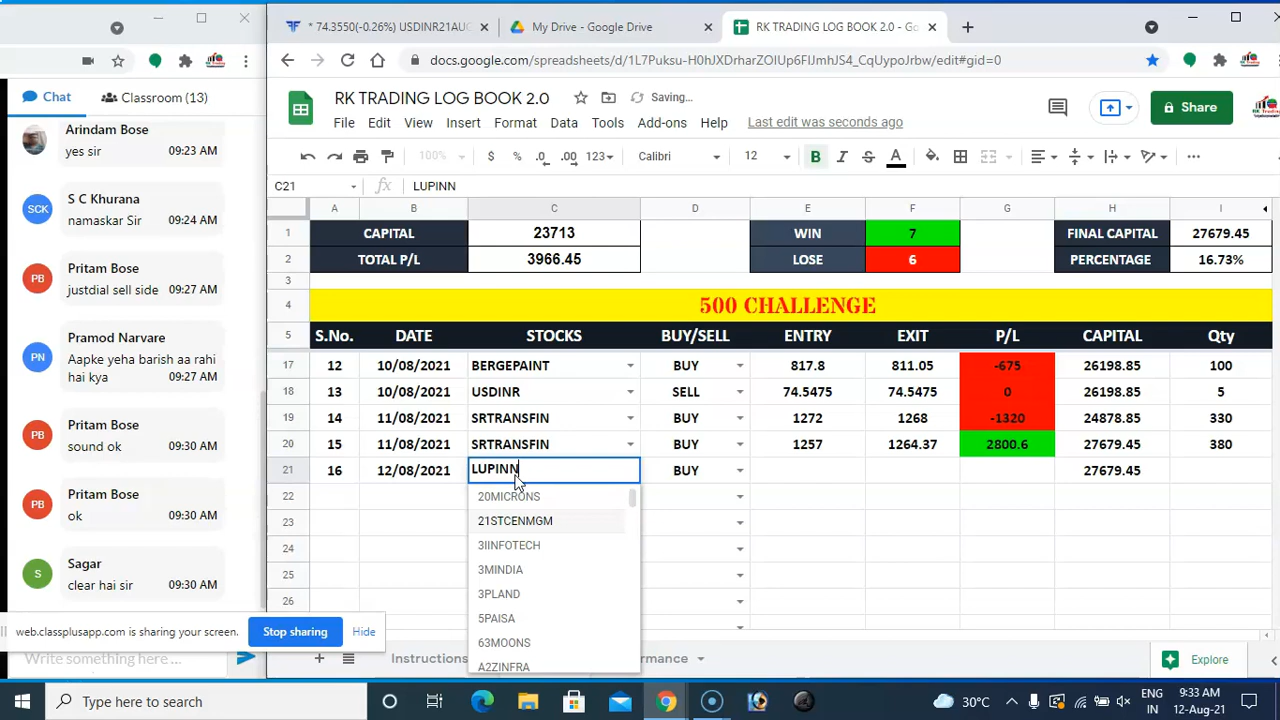 * 74.3550(-0.26%) USDINR21AUG
My Drive - Google Drive
RK TRADING LOG BOOK 2.0 - Go
docs.google.com/spreadsheets/d/1L7Puksu-H0hJXDrharZOIUp6FlJmhJS4_CqUypoJrbw/edit#gid=0
Chat
Classroom (13)
RK TRADING LOG BOOK 2.0
Saving...
File Edit View Insert Format Data Tools Add-ons Help
Last edit was seconds ago
Share
100% $ % .0 .00 123 Calibri 12 B I S A
C21 fx LUPINN
A B C D E F G H I
1 CAPITAL 23713 WIN 7 FINAL CAPITAL 27679.45
2 TOTAL P/L 3966.45 LOSE 6 PERCENTAGE 16.73%
3
4 500 CHALLENGE
5 S.No. DATE STOCKS BUY/SELL ENTRY EXIT P/L CAPITAL Qty
17 12 10/08/2021 BERGEPAINT BUY 817.8 811.05 -675 26198.85 100
18 13 10/08/2021 USDINR SELL 74.5475 74.5475 0 26198.85 5
19 14 11/08/2021 SRTRANSFIN BUY 1272 1268 -1320 24878.85 330
20 15 11/08/2021 SRTRANSFIN BUY 1257 1264.37 2800.6 27679.45 380
21 16 12/08/2021 LUPINN BUY 27679.45
22
23
24
25
26
20MICRONS
21STCENMGM
3IINFOTECH
3MINDIA
3PLAND
5PAISA
63MOONS
A2ZINFRA
Arindam Bose
yes sir 09:23 AM
SCK S C Khurana
namaskar Sir 09:24 AM
PB Pritam Bose
justdial sell side 09:27 AM
PN Pramod Narvare
Aapke yeha barish aa rahi
hai kya 09:27 AM
PB Pritam Bose
sound ok 09:30 AM
PB Pritam Bose
ok 09:30 AM
S Sagar
clear hai sir 09:30 AM
web.classplusapp.com is sharing your screen. Stop sharing Hide
Write something here ...
Instructions
rmance
Explore
Type here to search
30°C
ENG
IN
9:33 AM
12-Aug-21